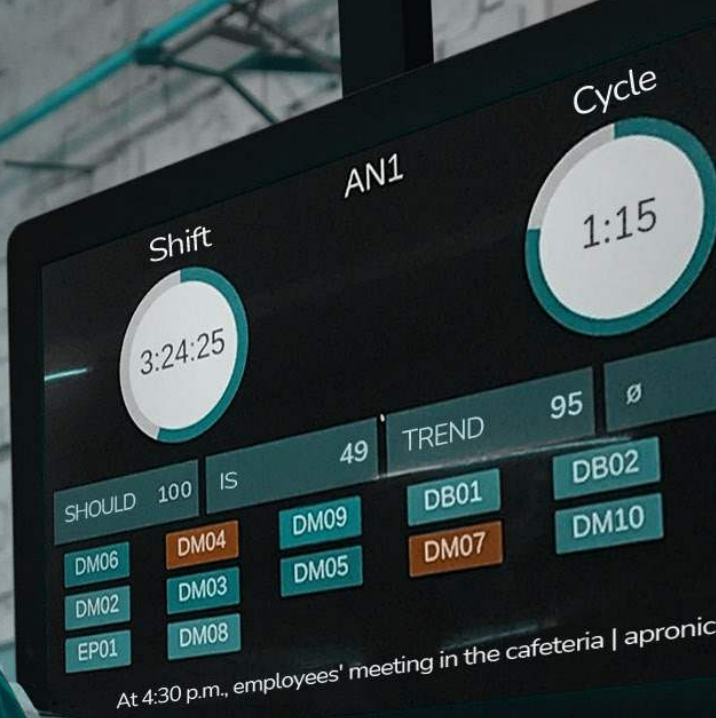 Cycle
AN1
Shift
1:15
3:24:25
SHOULD 100 IS 49 TREND 95 Ø
DM06 DM04 DM09 DB01 DB02
DM02 DM03 DM05 DM07 DM10
EP01 DM08
At 4:30 p.m., employees' meeting in the cafeteria | apronic